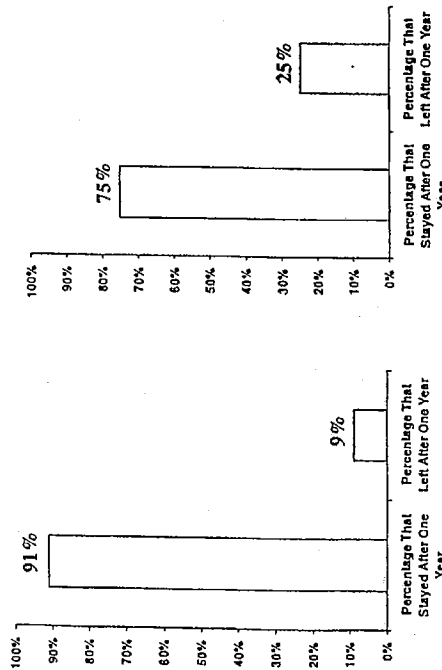 100%
90%
80%
70%
60%
50%
40%
30%
20%
10%
0%
91%
9%
Percentage That
Stayed After One
Year
Percentage That
Left After One Year
100%
90%
80%
70%
60%
50%
40%
30%
20%
10%
0%
75%
25%
Percentage That
Stayed After One
Year
Percentage That
Left After One Year